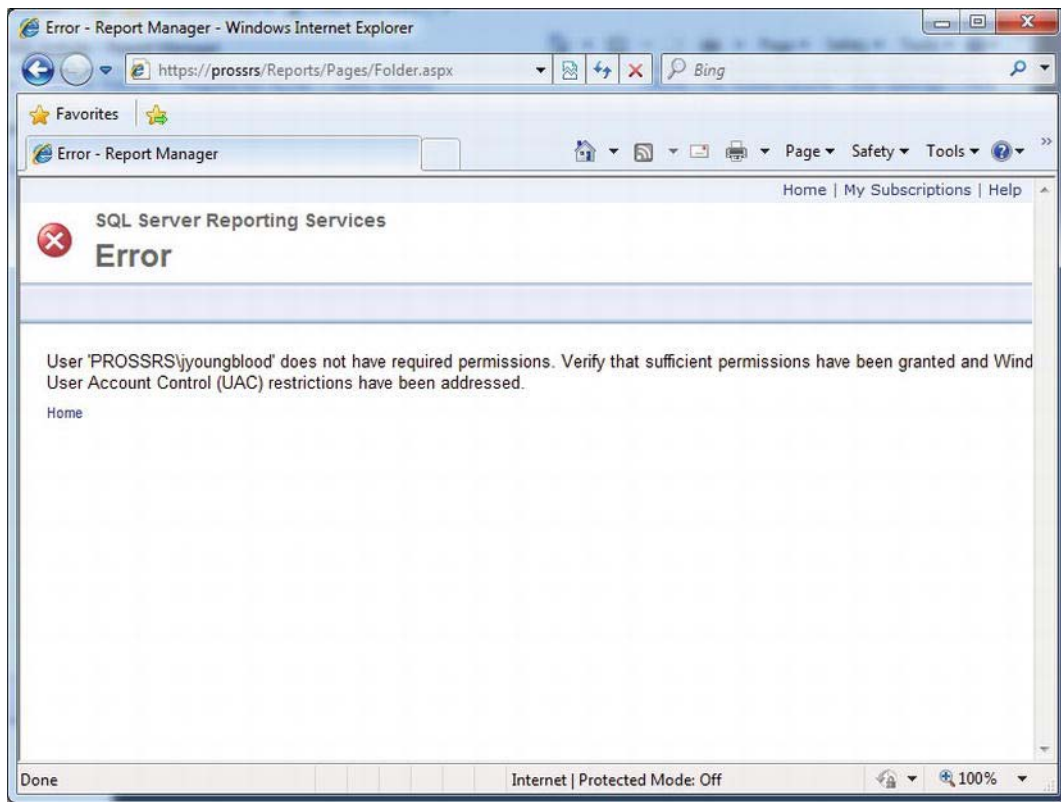 Error - Report Manager - Windows Internet Explorer
https://prossrs/Reports/Pages/Folder.aspx
Bing
Favorites
Error - Report Manager
Page
Safety
Tools
Home | My Subscriptions | Help
SQL Server Reporting Services
Error
User 'PROSSRS\jyoungblood' does not have required permissions. Verify that sufficient permissions have been granted and Wind
User Account Control (UAC) restrictions have been addressed.
Home
Done
Internet | Protected Mode: Off
100%